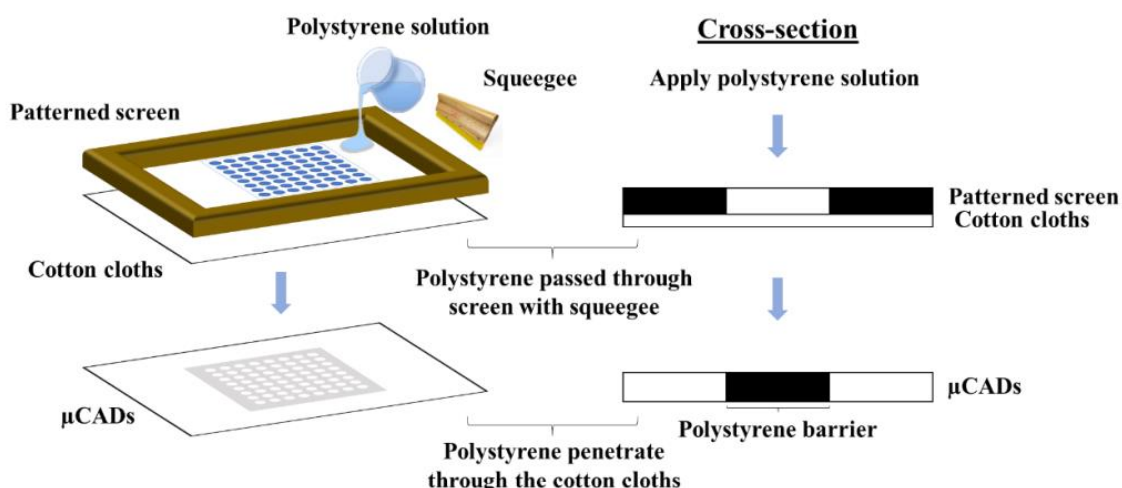 Polystyrene solution
Squeegee
Patterned screen
Cotton cloths
Polystyrene passed through
screen with squeegee
μCADs
Polystyrene penetrate
through the cotton cloths
Cross-section
Apply polystyrene solution
Patterned screen
Cotton cloths
μCADs
Polystyrene barrier